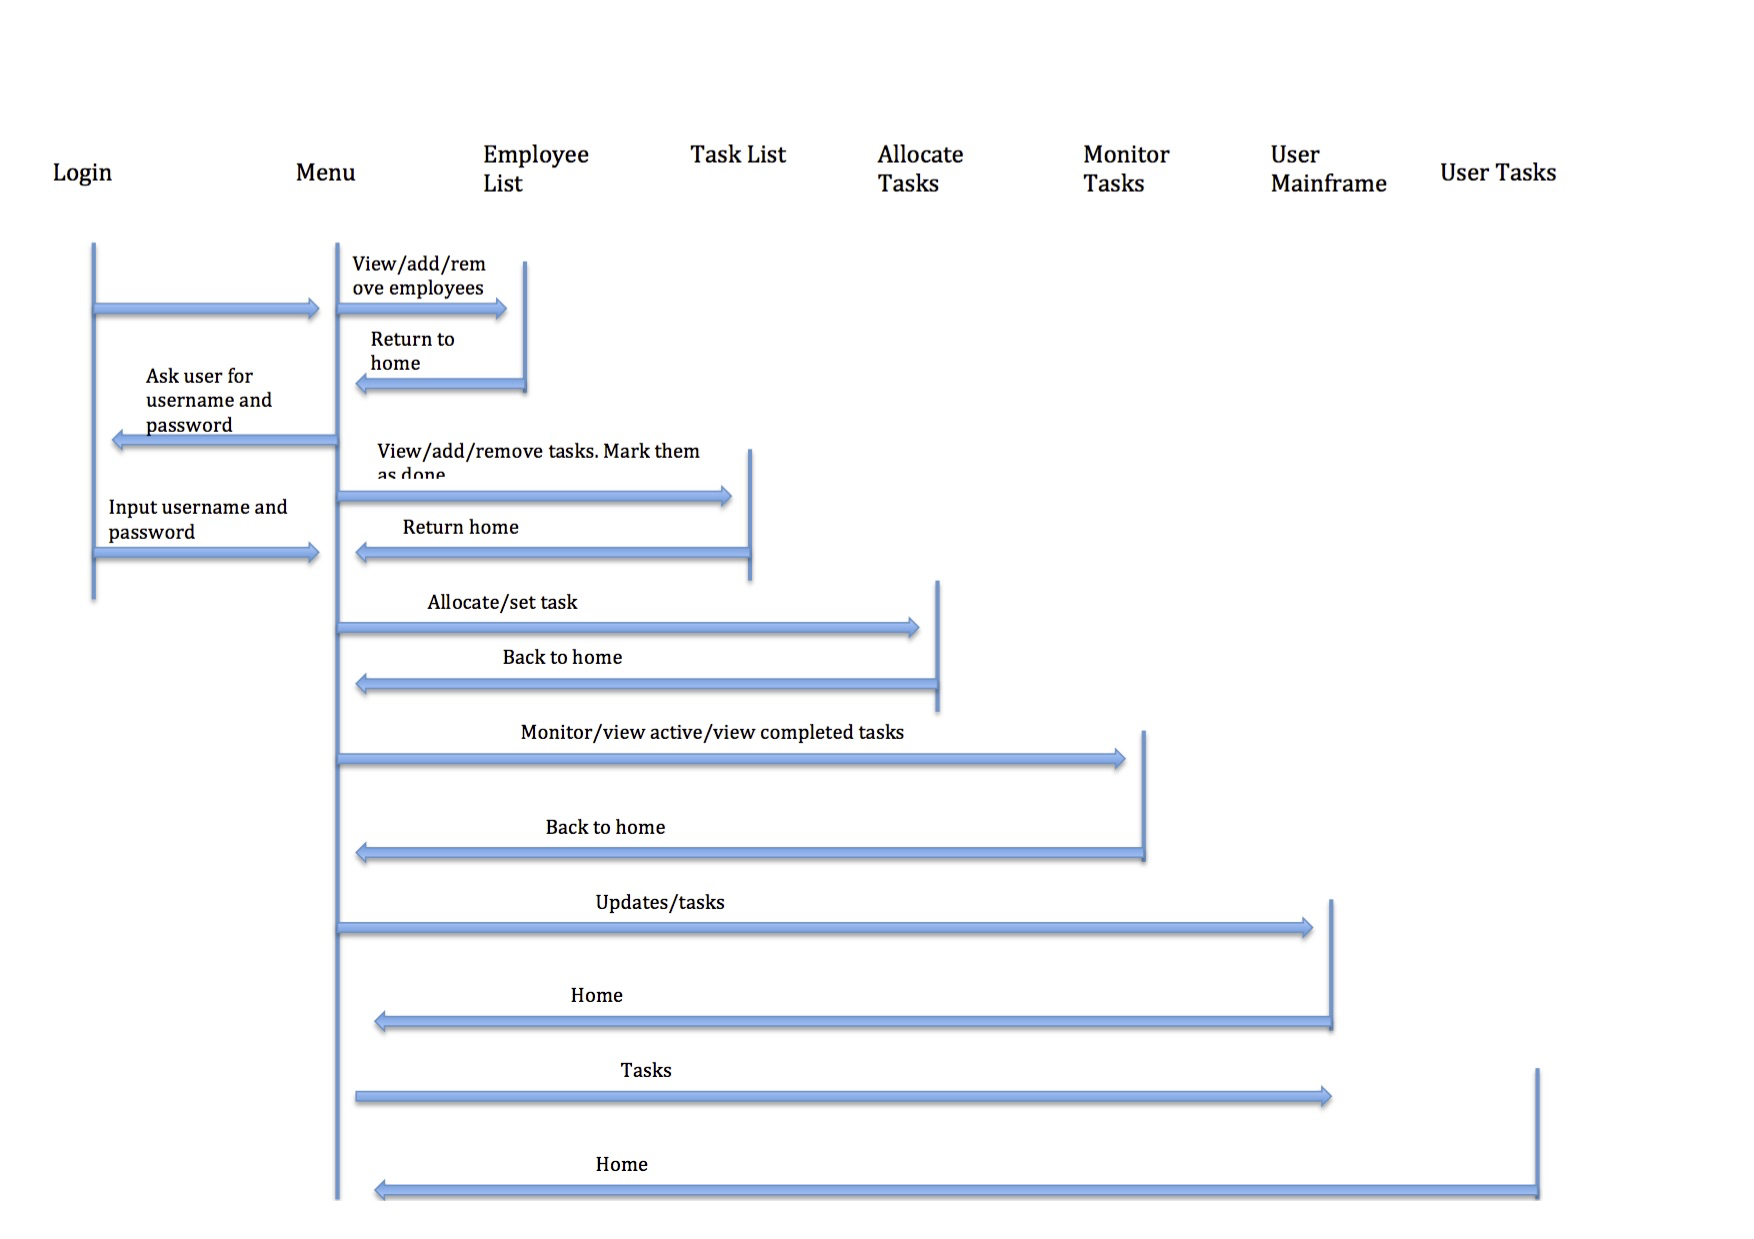 Login
Menu
Employee
List
Task List
Allocate
Tasks
Monitor
Tasks
User
Mainframe
User Tasks
View/add/rem
ove employees
Return to
home
Ask user for
username and
password
View/add/remove tasks. Mark them
as done
Input username and
password
Return home
Allocate/set task
Back to home
Monitor/view active/view completed tasks
Back to home
Updates/tasks
Home
Tasks
Home